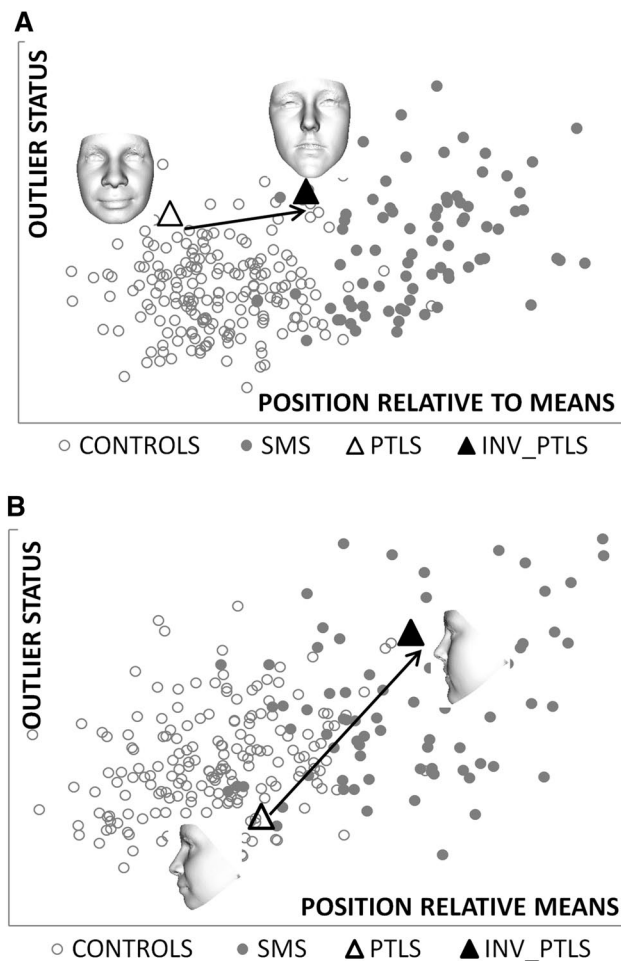 A
OUTLIER STATUS
POSITION RELATIVE TO MEANS
CONTROLS SMS PTLS INV_PTLS
B
OUTLIER STATUS
POSITION RELATIVE MEANS
CONTROLS SMS PTLS INV_PTLS